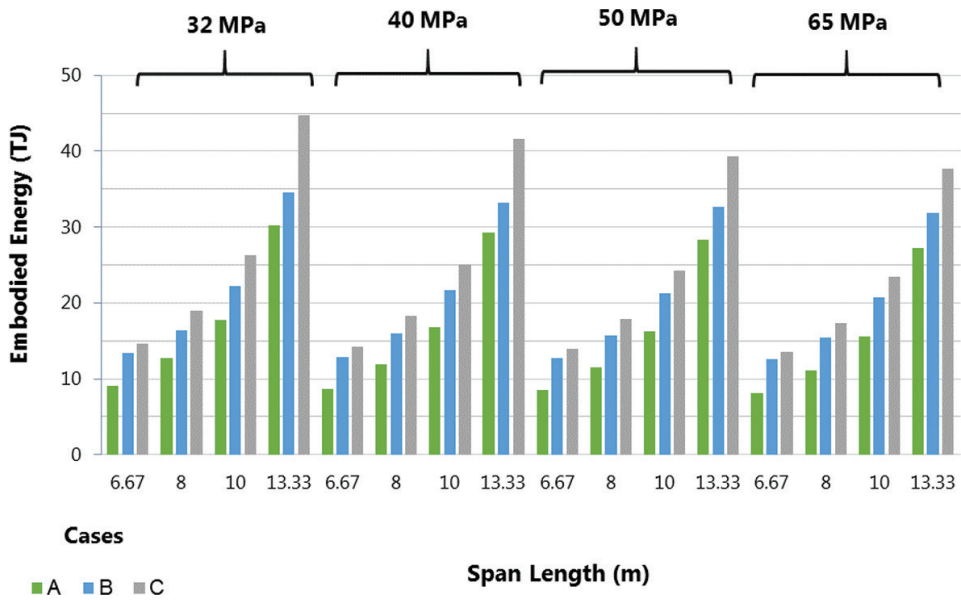 32 MPa 40 MPa 50 MPa 65 MPa
50
40
30
20
10
0
Embodied Energy (TJ)
6.67 8 10 13.33 6.67 8 10 13.33 6.67 8 10 13.33 6.67 8 10 13.33
Cases
A B C
Span Length (m)